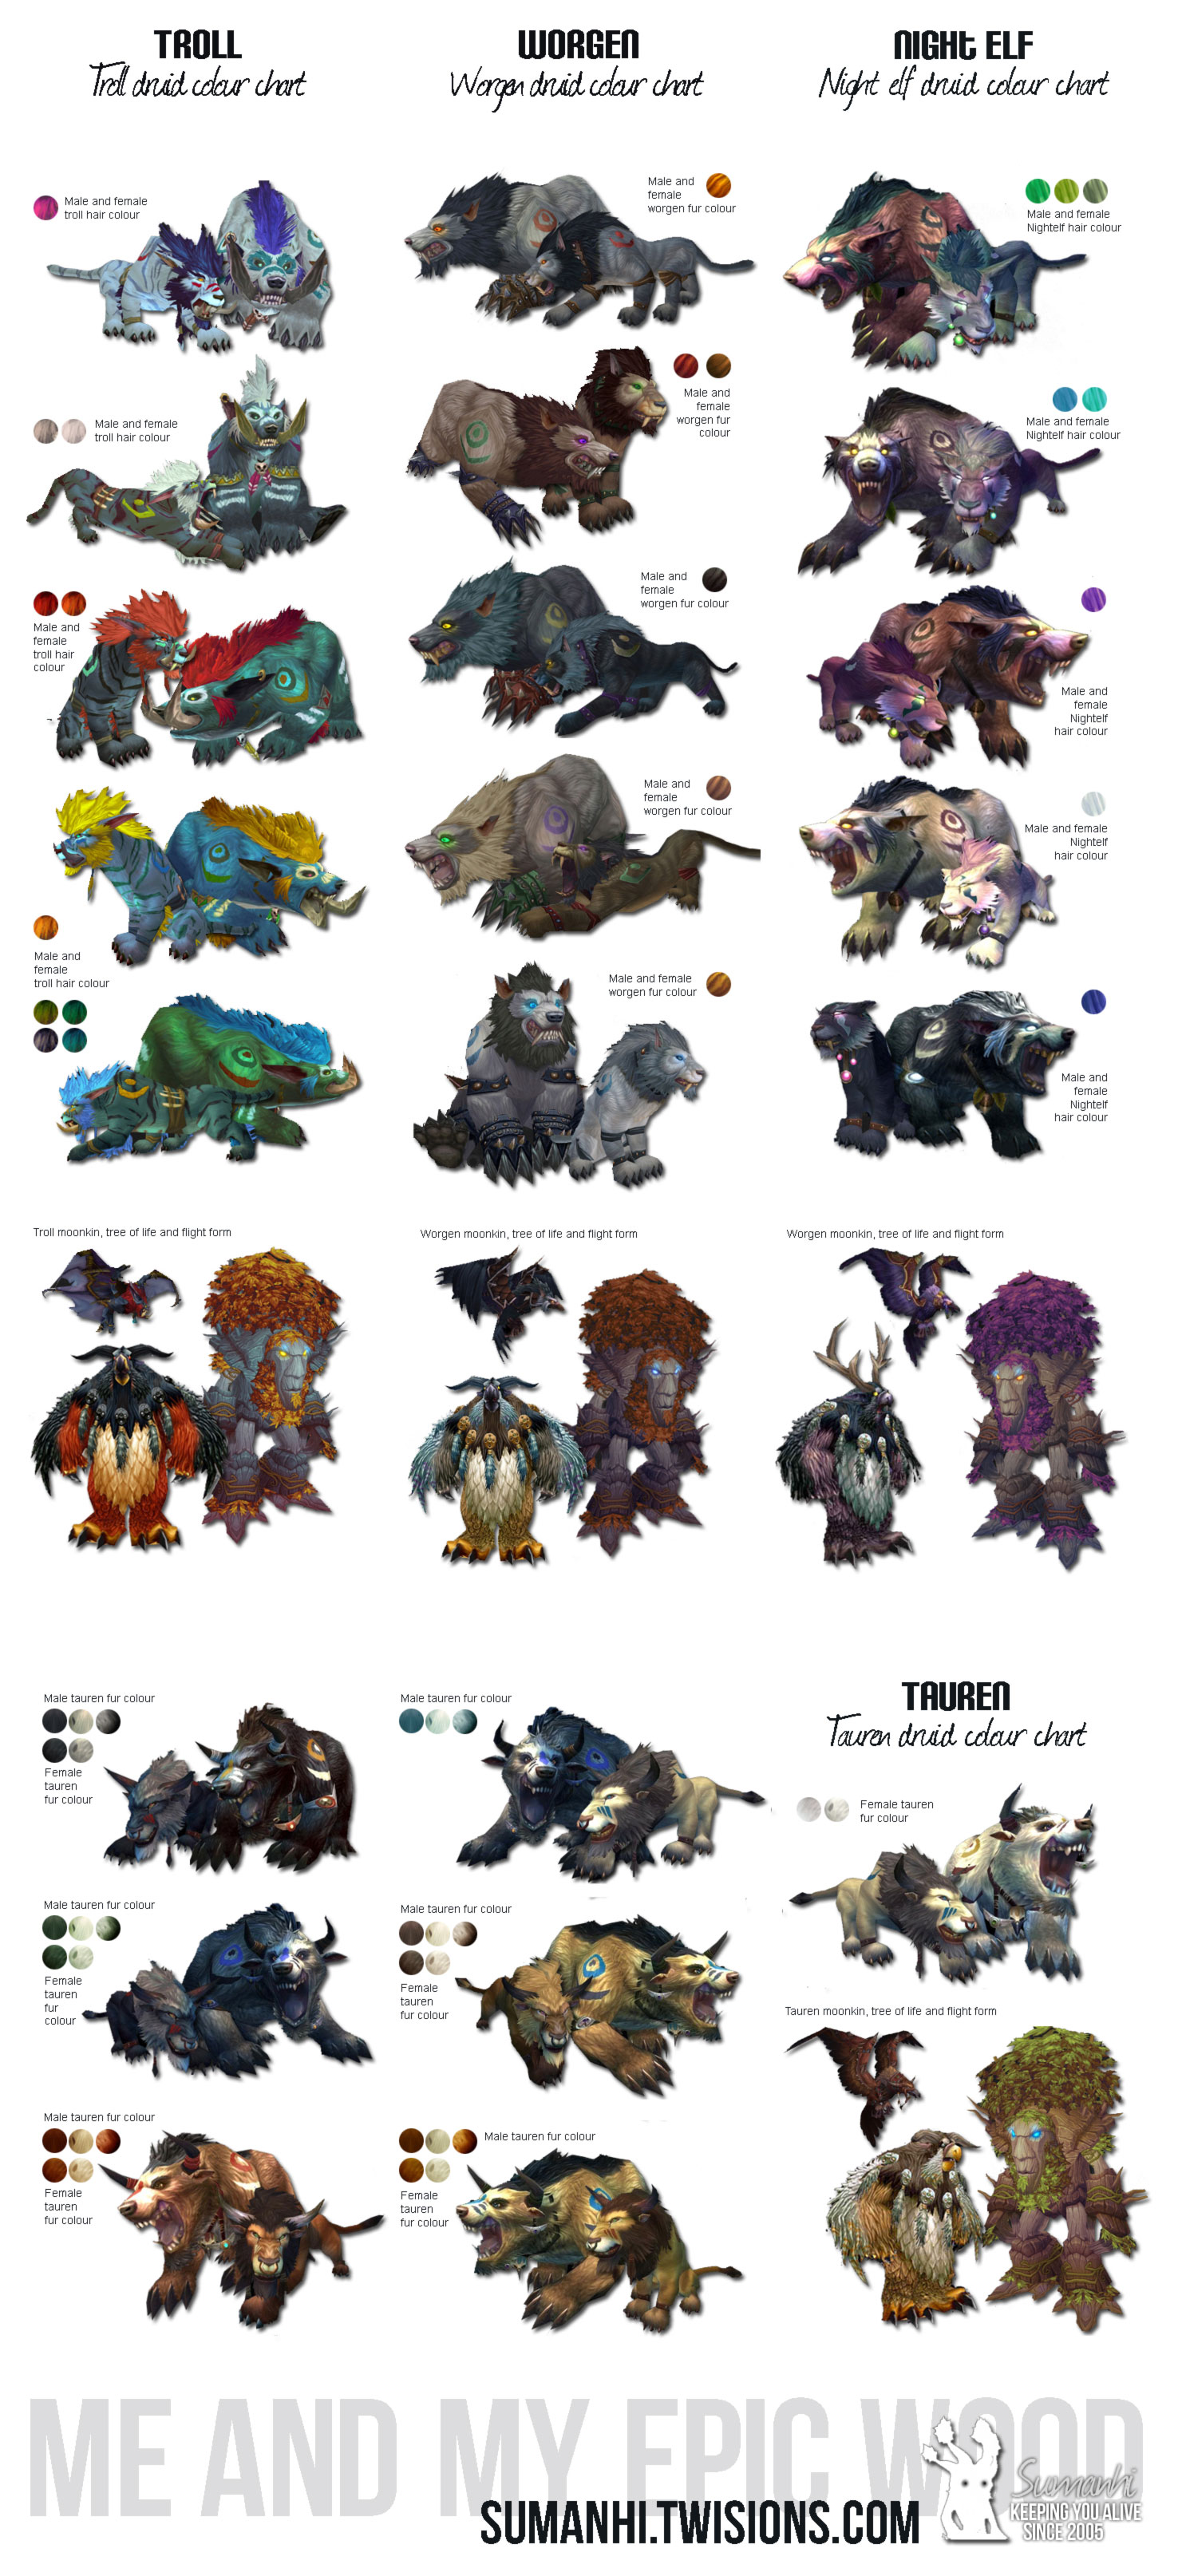 TROLL
Troll druid colour chart
WORGEN
Worgen druid colour chart
NIGHT ELF
Night elf druid colour chart
Male and female
troll hair colour
Male and female
troll hair colour
Male and
female
troll hair
colour
Male and
female
troll hair colour
Male and
female
worgen fur colour
Male and
female
worgen fur
colour
Male and
female
worgen fur colour
Male and
female
worgen fur colour
Male and female
worgen fur colour
Male and female
Nightelf hair colour
Male and female
Nightelf hair colour
Male and
female
Nightelf
hair colour
Male and female
Nightelf
hair colour
Male and
female
Nightelf
hair colour
Troll moonkin, tree of life and flight form
Worgen moonkin, tree of life and flight form
Worgen moonkin, tree of life and flight form
Male tauren fur colour
Female
tauren
fur colour
Male tauren fur colour
Female
tauren
fur
colour
Male tauren fur colour
Female
tauren
fur colour
Male tauren fur colour
Male tauren fur colour
Female
tauren
fur colour
Male tauren fur colour
Female
tauren
fur colour
TAUREN
Tauren druid colour chart
Female tauren
fur colour
Tauren moonkin, tree of life and flight form
ME AND MY EPIC WOOD
SUMANHI.TWISIONS.COM
Sumanhi
KEEPING YOU ALIVE
SINCE 2005